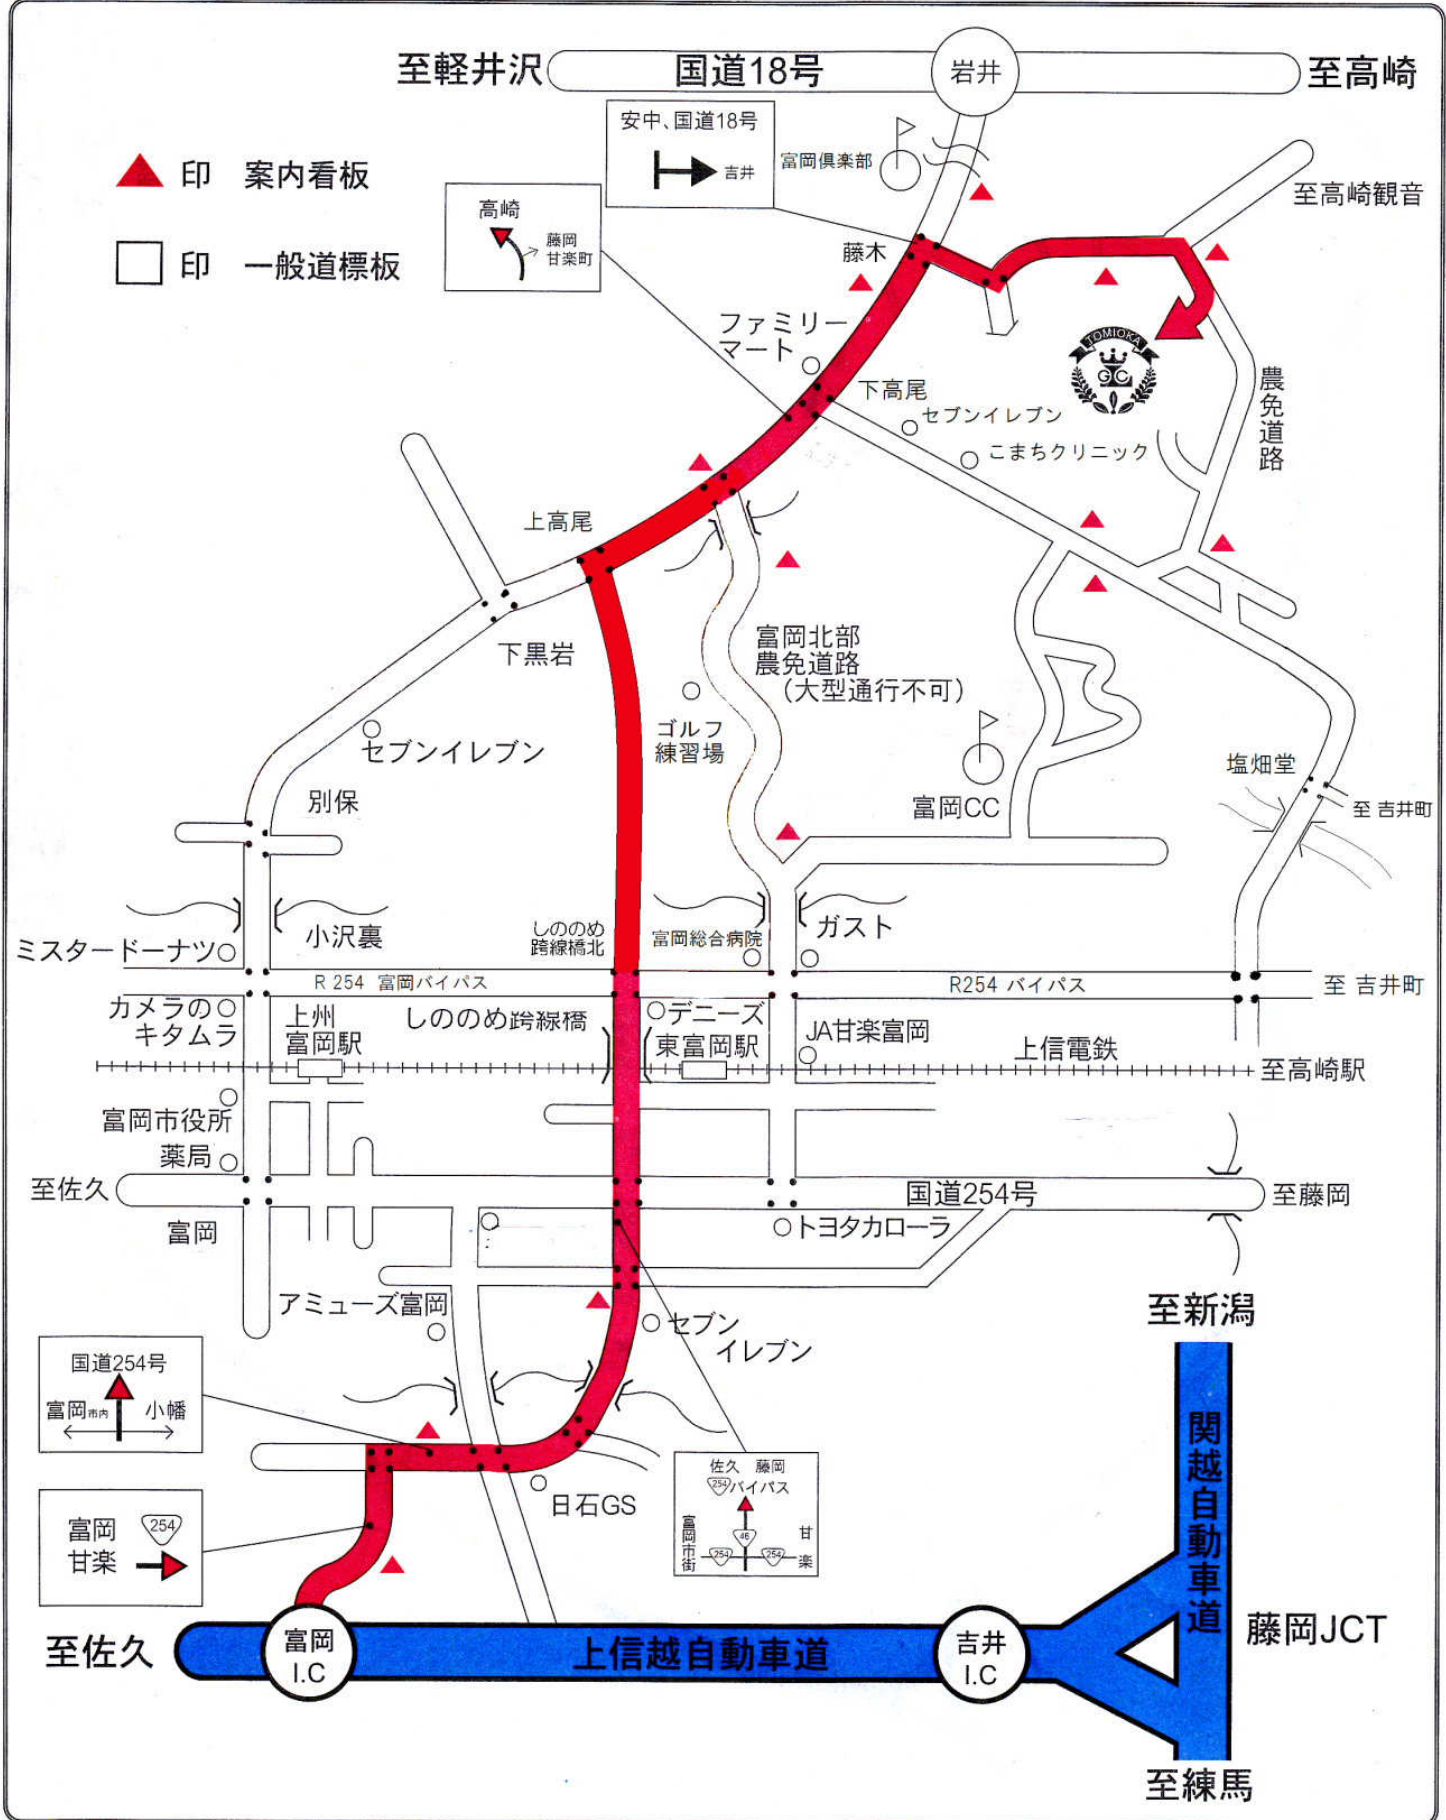 至軽井沢
国道18号
岩井
至高崎
安中、国道18号
吉井
富岡倶楽部
印 案内看板
印 一般道標板
高崎
藤岡
甘楽町
至高崎観音
藤木
ファミリー
マート
TOMIOKA
GC
下高尾
セブンイレブン
こまちクリニック
農免道路
上高尾
下黒岩
富岡北部
農免道路
(大型通行不可)
ゴルフ
練習場
セブンイレブン
別保
富岡CC
塩畑堂
至 吉井町
ミスタードーナツ
小沢裏
しののめ
跨線橋北
富岡総合病院
ガスト
R 254 富岡バイパス
R254 バイパス
至 吉井町
カメラの
キタムラ
上州
富岡駅
しののめ跨線橋
デニーズ
東富岡駅
JA甘楽富岡
上信電鉄
至高崎駅
富岡市役所
薬局
至佐久
国道254号
至藤岡
富岡
トヨタカローラ
アミューズ富岡
セブン
イレブン
至新潟
国道254号
富岡市内
小幡
関越自動車道
佐久 藤岡
254バイパス
富岡市街
46
254
254
甘楽
日石GS
富岡 254
甘楽
至佐久
富岡
I.C
上信越自動車道
吉井
I.C
藤岡JCT
至練馬